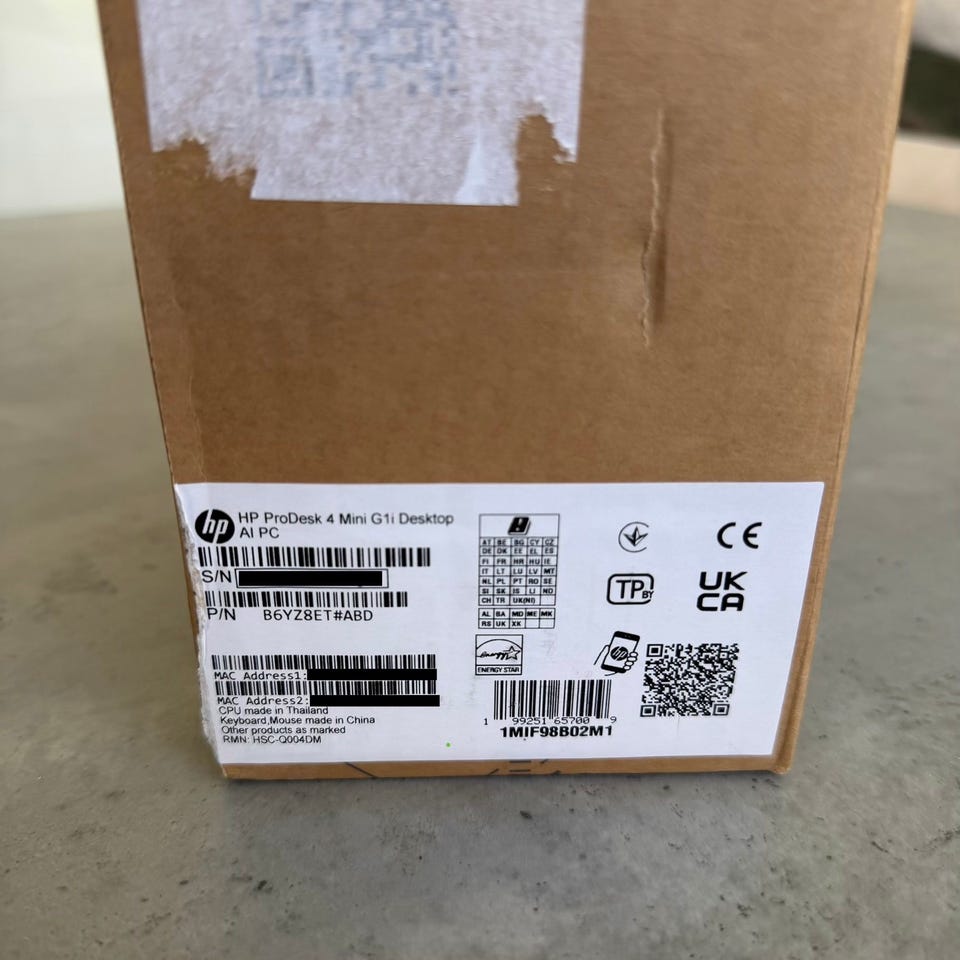 hp
HP ProDesk 4 Mini G1i Desktop
AI PC
S/N
P/N B6YZ8ET#ABD
MAC Address1:
MAC Address2:
CPU made in Thailand
Keyboard,Mouse made in China
Other products as marked
RMN: HSC-Q004DM
AT BE BG CY CZ
DE DK EE EL ES
FI FR HR HU IE
IT LT LU LV MT
NL PL PT RO SE
SI SK IS LI NO
CH TR UK(NI)
AL BA MD ME MK
RS UK XK
energy
ENERGY STAR
CE
TP BY
UK
CA
hp
1 99251 65700 9
1MIF98B02M1